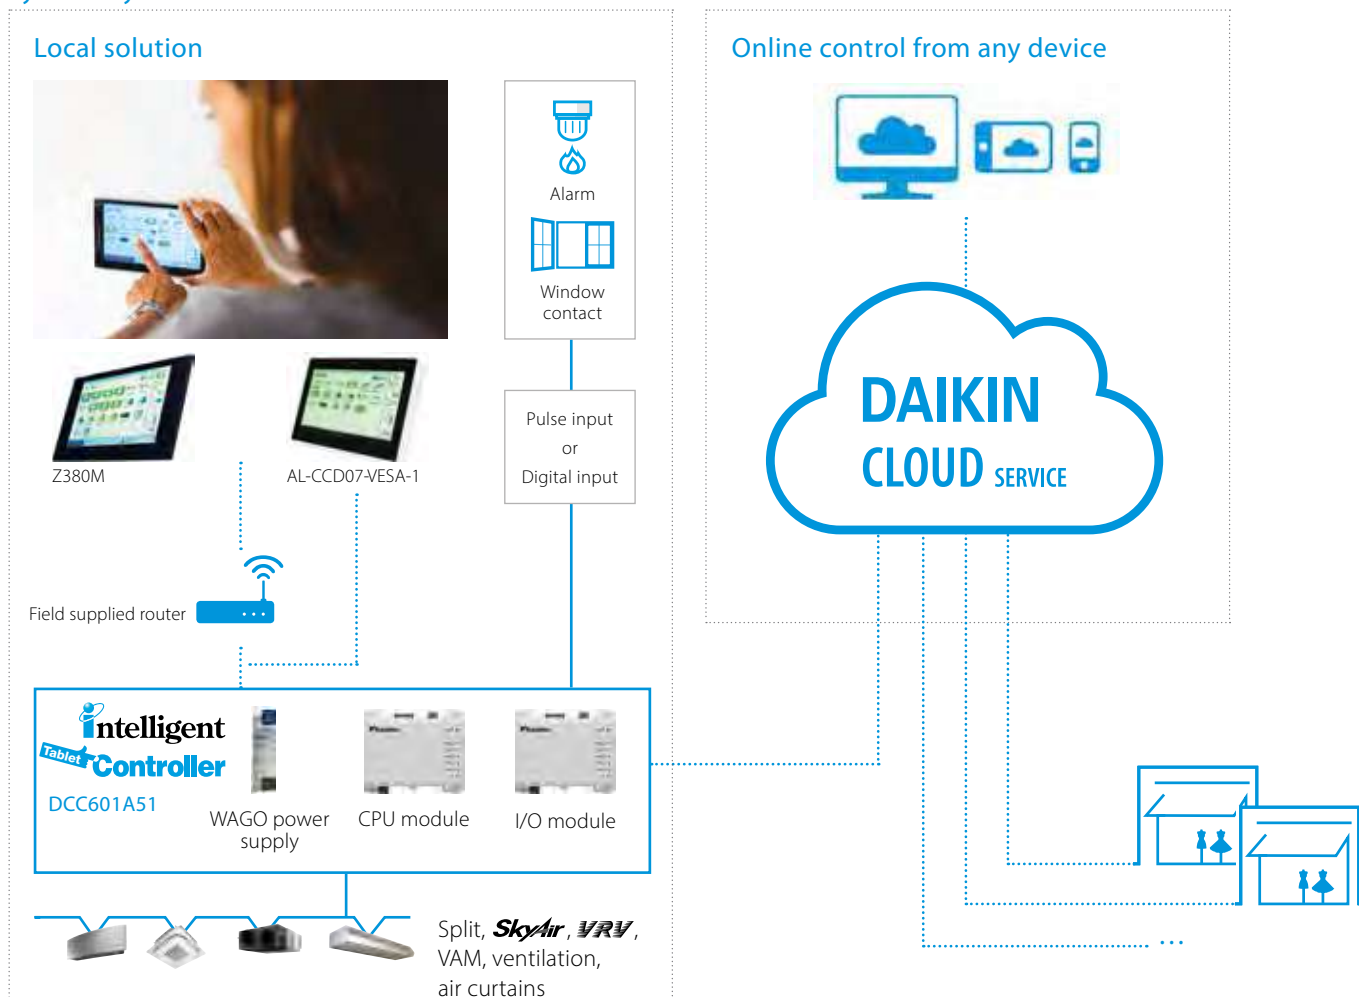 Local solution
Alarm
Window
contact
Z380M
AL-CCD07-VESA-1
Pulse input
or
Digital input
Field supplied router
intelligent
Tablet Controller
DCC601A51
WAGO power
supply
CPU module
I/O module
Split, SkyAir, VRV,
VAM, ventilation,
air curtains
Online control from any device
DAIKIN
CLOUD SERVICE
...